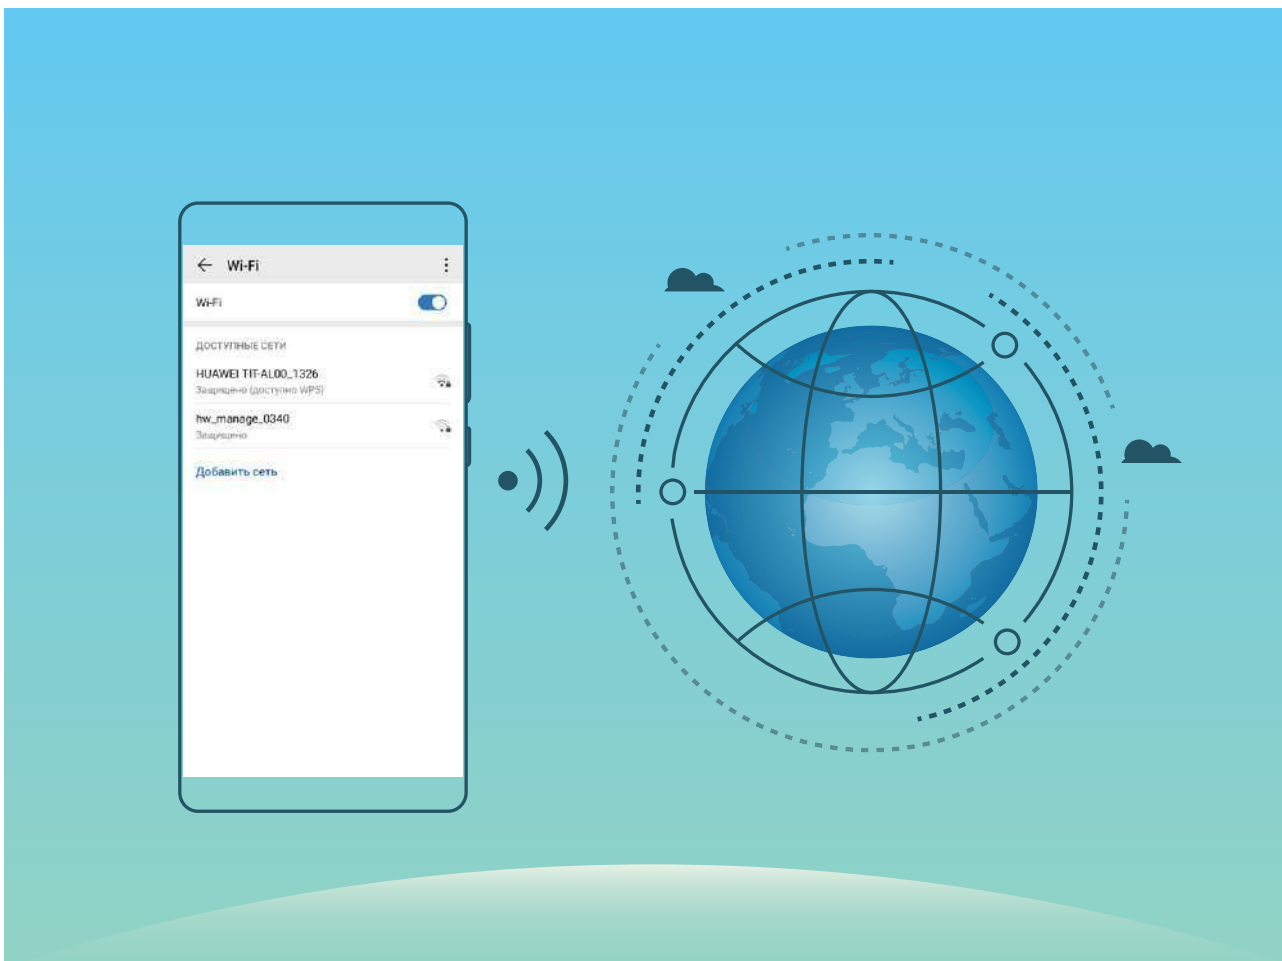 Wi-Fi
Wi-Fi
ДОСТУПНЫЕ СЕТИ
HUAWEI TIT-AL00_1326
Защищено (доступно WPS)
hw_manage_0340
Защищено
Добавить сеть